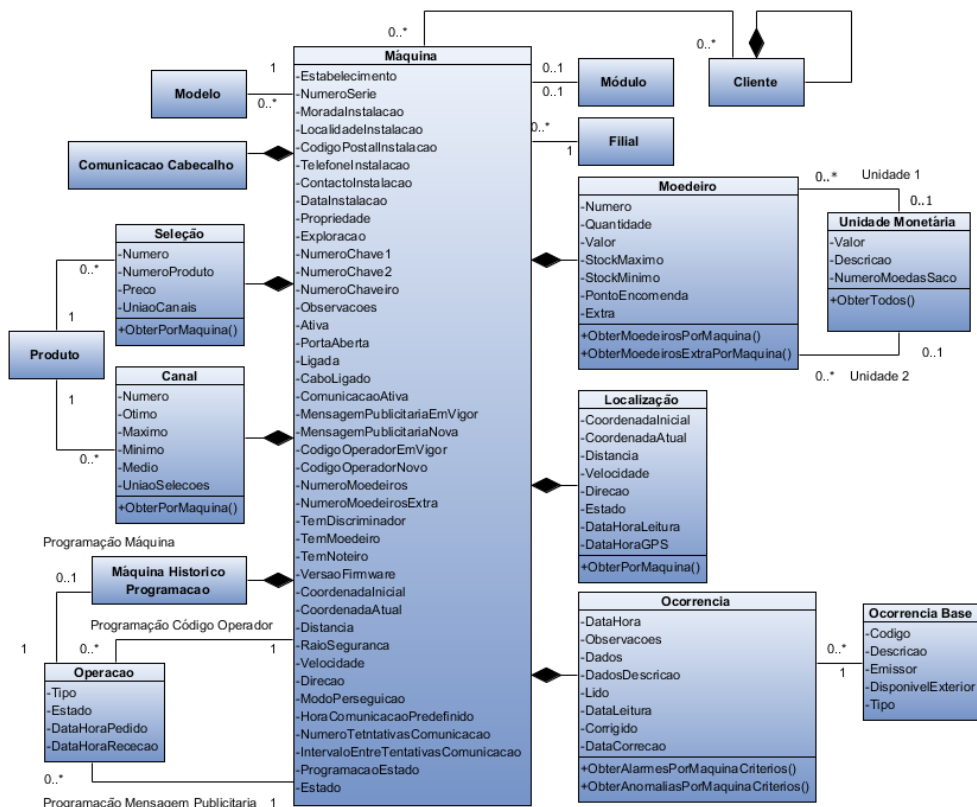 0..*
0..*
Máquina
-Estabelecimento
-NumeroSerie
-MoradaInstalacao
-LocalidadeInstalacao
-CodigoPostalInstalacao
-TelefoneInstalacao
-ContactoInstalacao
-DataInstalacao
-Propriedade
-Exploracao
-NumeroChave1
-NumeroChave2
-NumeroChaveiro
-Observacoes
-Ativa
-PortaAberta
-Ligada
-CaboLigado
-ComunicacaoAtiva
-MensagemPublicitariaEmVigor
-MensagemPublicitariaNova
-CodigoOperadorEmVigor
-CodigoOperadorNovo
-NumeroMoedeiros
-NumeroMoedeirosExtra
-TemDiscriminador
-TemMoedeiro
-TemNoteiro
-VersaoFirmware
-CoordenadaInicial
-CoordenadaAtual
-Distancia
-RaioSeguranca
-Velocidade
-Direcao
-ModoPerseguicao
-HoraComunicacaoPredefinido
-NumeroTetntativasComunicacao
-IntervaloEntreTentativasComunicacao
-ProgramacaoEstado
-Estado
Modelo
1
0..*
Comunicacao Cabecalho
Seleção
-Numero
-NumeroProduto
-Preco
-UniaoCanais
+ObterPorMaquina()
0..*
1
Produto
1
0..*
Canal
-Numero
-Otimo
-Maximo
-Minimo
-Medio
-UniaoSelecoes
+ObterPorMaquina()
Programação Máquina
0..1
Máquina Historico
Programacao
Programação Código Operador
1
0..*
1
Operacao
-Tipo
-Estado
-DataHoraPedido
-DataHoraRececao
0..*
Programação Mensagem Publicitaria
1
0..1
0..1
Módulo
Cliente
0..*
1
Filial
Moedeiro
-Numero
-Quantidade
-Valor
-StockMaximo
-StockMinimo
-PontoEncomenda
-Extra
+ObterMoedeirosPorMaquina()
+ObterMoedeirosExtraPorMaquina()
0..*
Unidade 1
0..1
Unidade Monetária
-Valor
-Descricao
-NumeroMoedasSaco
+ObterTodos()
0..1
0..*
Unidade 2
Localização
-CoordenadaInicial
-CoordenadaAtual
-Distancia
-Velocidade
-Direcao
-Estado
-DataHoraLeitura
-DataHoraGPS
+ObterPorMaquina()
Ocorrencia
-DataHora
-Observacoes
-Dados
-DadosDescricao
-Lido
-DataLeitura
-Corrigido
-DataCorrecao
+ObterAlarmesPorMaquinaCriterios()
+ObterAnomaliasPorMaquinaCriterios()
0..*
1
Ocorrencia Base
-Codigo
-Descricao
-Emissor
-DisponivelExterior
-Tipo